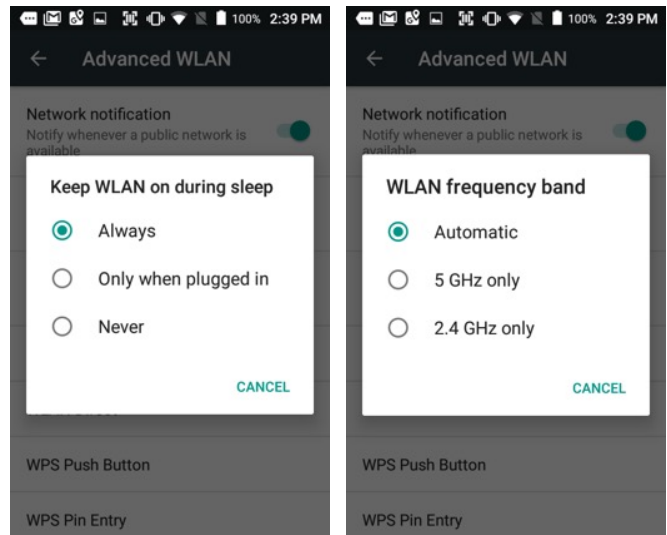 100% 2:39 PM
Advanced WLAN
Network notification
Notify whenever a public network is
available
Keep WLAN on during sleep
Always
Only when plugged in
Never
CANCEL
WPS Push Button
WPS Pin Entry
100% 2:39 PM
Advanced WLAN
Network notification
Notify whenever a public network is
available
WLAN frequency band
Automatic
5 GHz only
2.4 GHz only
CANCEL
WPS Push Button
WPS Pin Entry